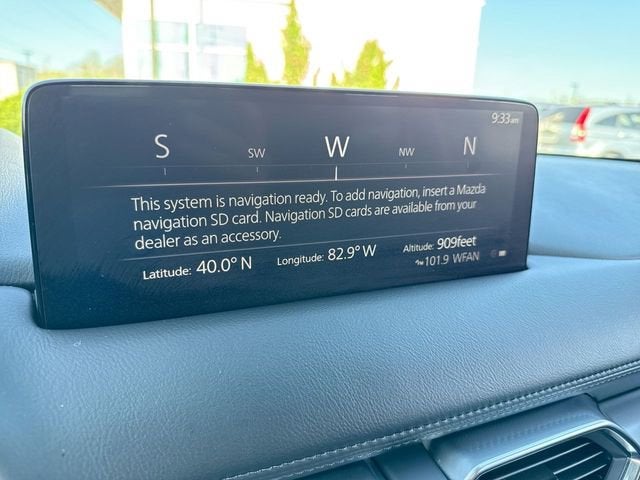 9:33am
S SW W NW N
This system is navigation ready. To add navigation, insert a Mazda
navigation SD card. Navigation SD cards are available from your
dealer as an accessory.
Latitude: 40.0° N Longitude: 82.9° W Altitude: 909feet
101.9 WFAN